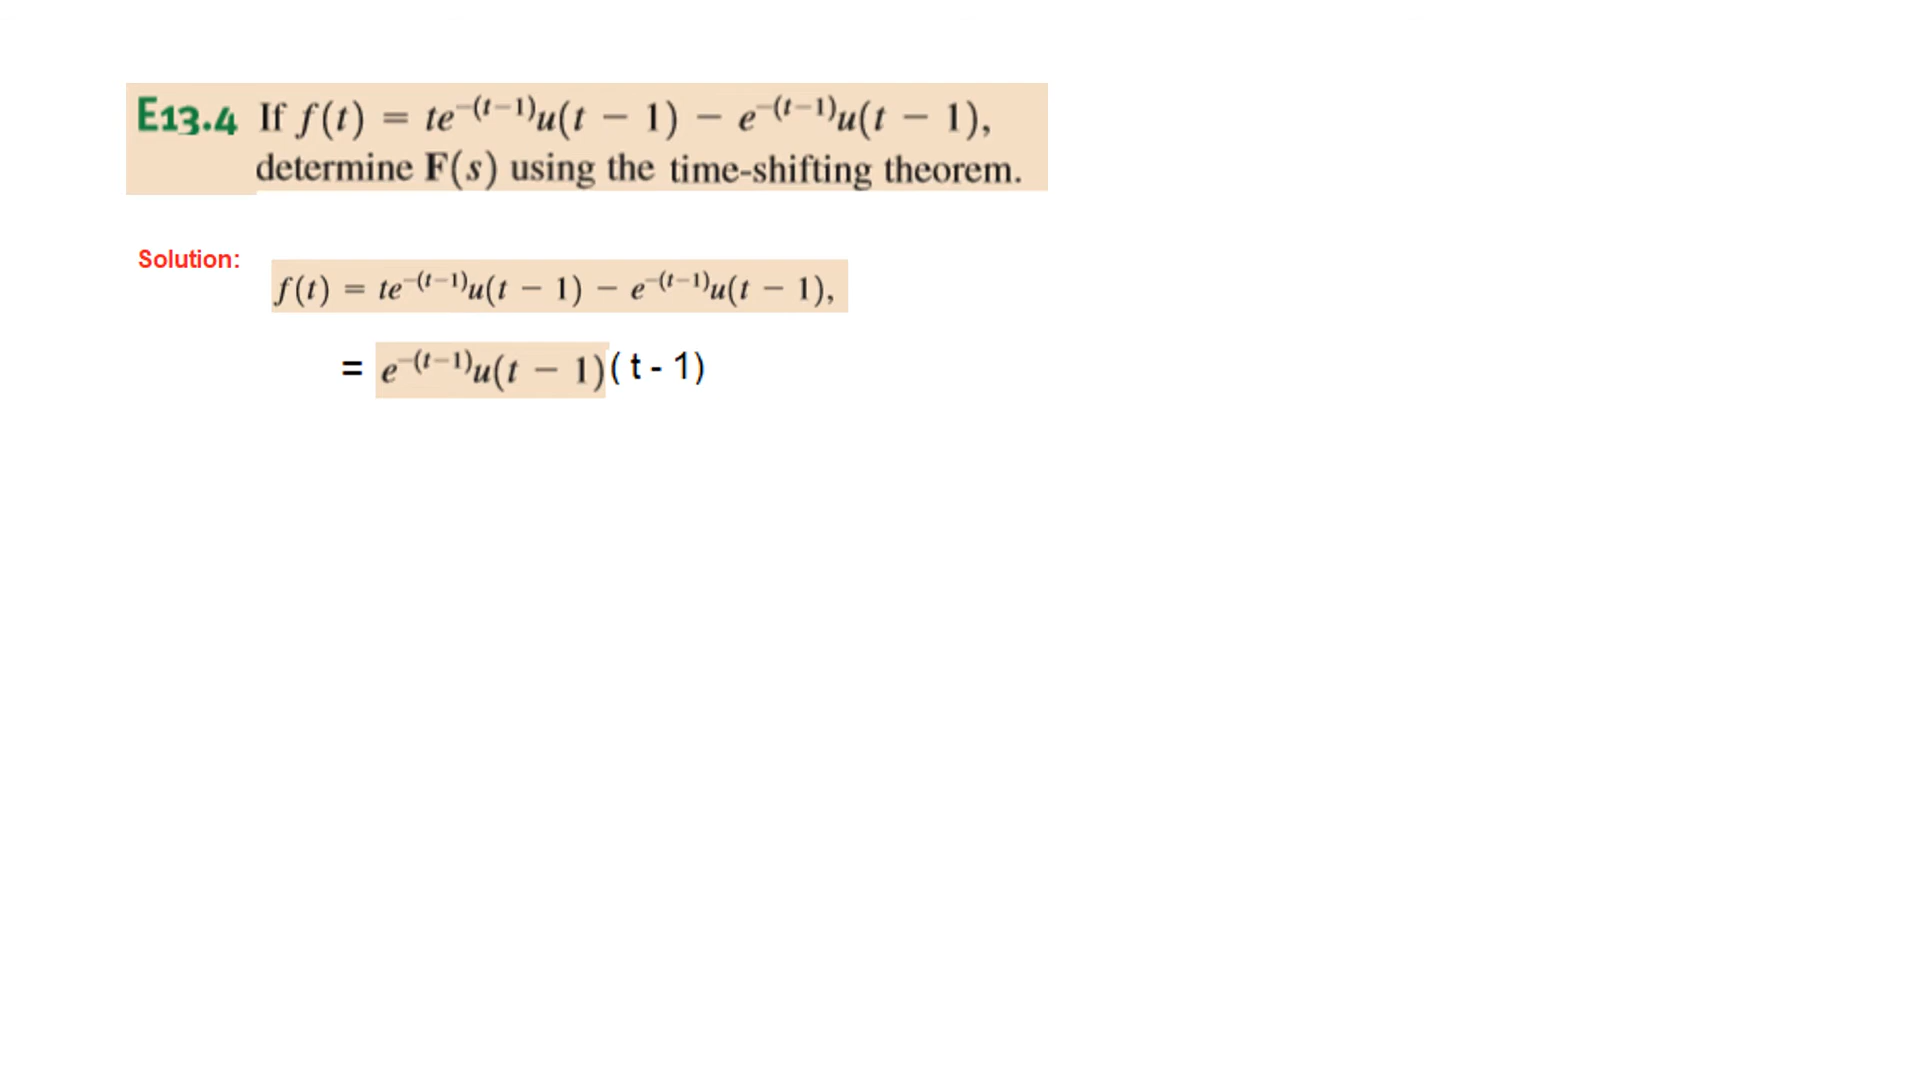 E13.4 If f(t) = te^{-(t-1)}u(t - 1) - e^{-(t-1)}u(t - 1),
determine F(s) using the time-shifting theorem.
Solution:
f(t) = te^{-(t-1)}u(t - 1) - e^{-(t-1)}u(t - 1),
= e^{-(t-1)}u(t - 1)( t - 1)